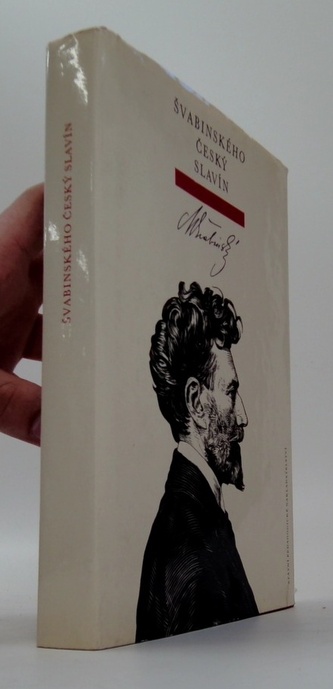 ŠVABINSKÉHO ČESKÝ SLAVÍN
ŠVABINSKÉHO
ČESKÝ
SLAVÍN